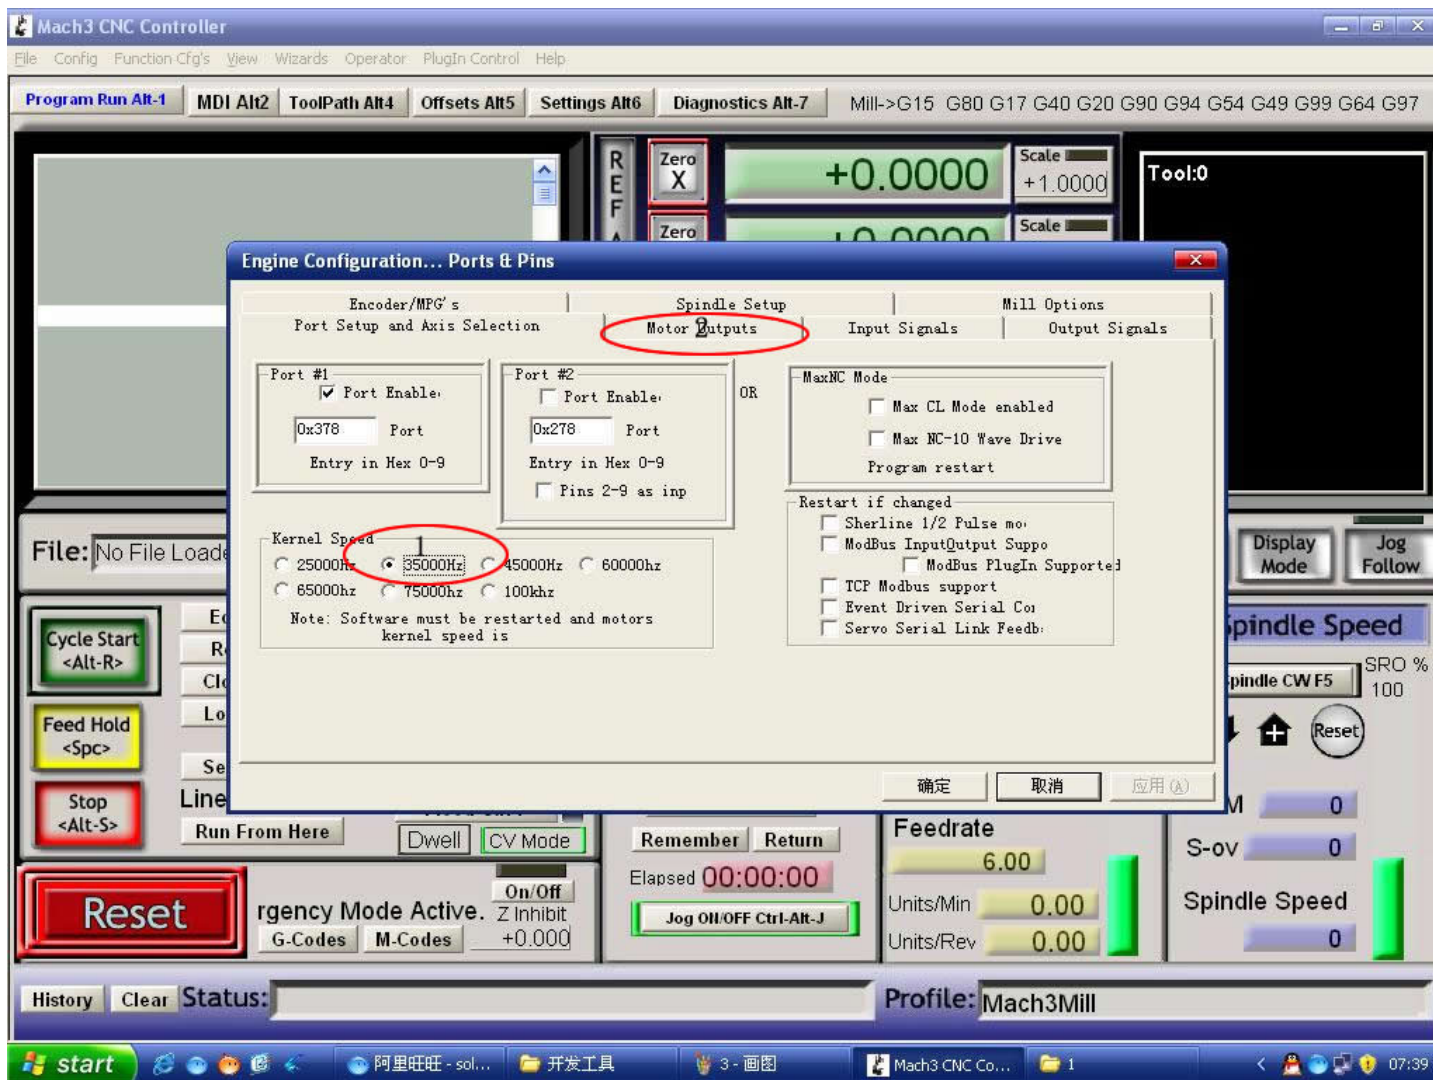 Mach3 CNC Controller
File Config Function Cfg's View Wizards Operator PlugIn Control Help
Program Run Alt-1 MDI Alt2 ToolPath Alt4 Offsets Alt5 Settings Alt6 Diagnostics Alt-7 Mill->G15 G80 G17 G40 G20 G90 G94 G54 G49 G99 G64 G97
R
E
F
Zero
X
+0.0000
Scale
+1.0000
Tool:0
Zero
Scale
Engine Configuration... Ports & Pins
Encoder/MPG's Spindle Setup Mill Options
Port Setup and Axis Selection Motor Outputs Input Signals Output Signals
2
Port #1
Port Enable
0x378 Port
Entry in Hex 0-9
Port #2
Port Enable
0x278 Port
Entry in Hex 0-9
Pins 2-9 as inp
OR
MaxNC Mode
Max CL Mode enabled
Max NC-10 Wave Drive
Program restart
Restart if changed
Sherline 1/2 Pulse mo
ModBus InputOutput Suppo
ModBus PlugIn Supported
TCP Modbus support
Event Driven Serial Co
Servo Serial Link Feedb
Kernel Speed
1
25000Hz 35000Hz 45000Hz 60000hz
65000hz 75000hz 100khz
Note: Software must be restarted and motors
kernel speed is
确定 取消 应用(A)
File: No File Loade
Display
Mode
Jog
Follow
Cycle Start
<Alt-R>
Feed Hold
<Spc>
Stop
<Alt-S>
Line
Run From Here
Dwell CV Mode
Remember Return
Elapsed 00:00:00
Jog ON/OFF Ctrl-Alt-J
Feedrate
6.00
Units/Min 0.00
Units/Rev 0.00
pindle Speed
pindle CW F5
SRO %
100
Reset
M 0
S-ov 0
Spindle Speed
0
Reset
rgency Mode Active.
On/Off
Z Inhibit
+0.000
G-Codes M-Codes
History Clear Status:
Profile: Mach3Mill
start 阿里旺旺 - sol... 开发工具 3 - 画图 Mach3 CNC Co... 1 07:39